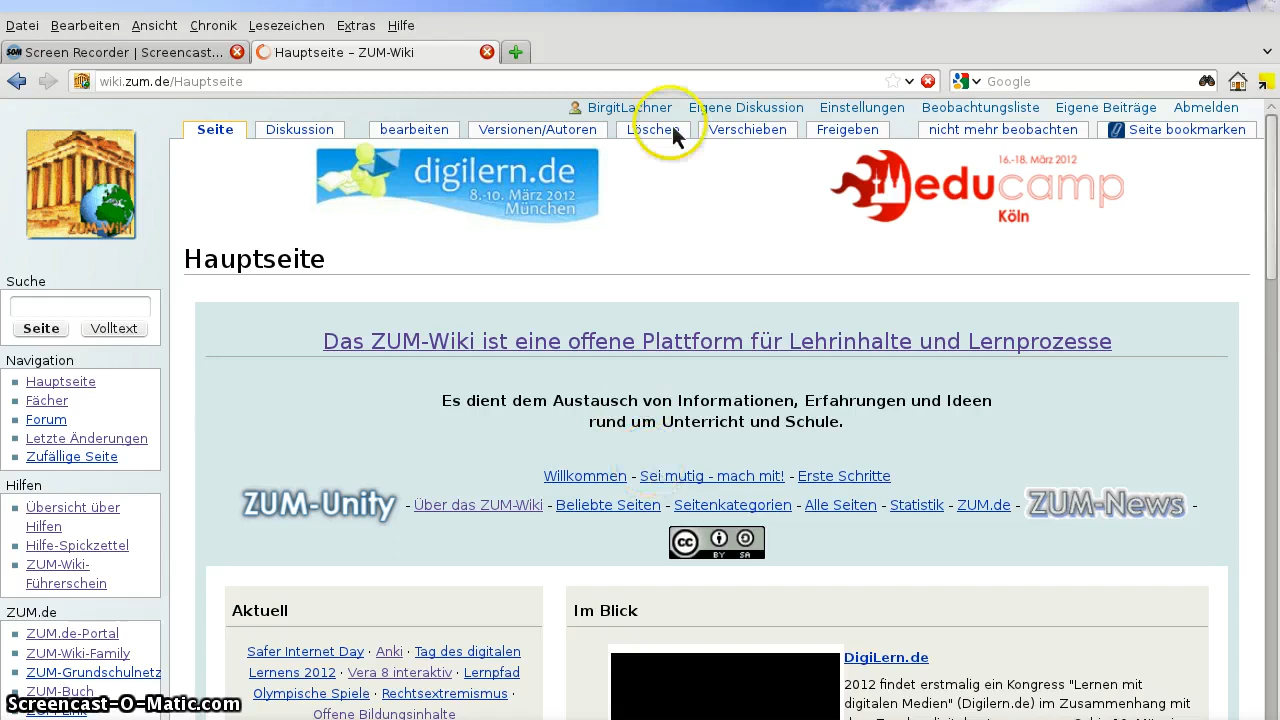 Datei Bearbeiten Ansicht Chronik Lesezeichen Extras Hilfe
Screen Recorder | Screencast... Hauptseite – ZUM-Wiki
wiki.zum.de/Hauptseite Google
BirgitLachner Eigene Diskussion Einstellungen Beobachtungsliste Eigene Beiträge Abmelden
Seite Diskussion bearbeiten Versionen/Autoren Löschen Verschieben Freigeben nicht mehr beobachten Seite bookmarken
ZUM-Wiki
digilern.de
8.-10. März 2012
München
16.-18. März 2012
educamp
Köln
Hauptseite
Suche
Seite Volltext
Navigation
Hauptseite
Fächer
Forum
Letzte Änderungen
Zufällige Seite
Hilfen
Übersicht über
Hilfen
Hilfe-Spickzettel
ZUM-Wiki-
Führerschein
ZUM.de
ZUM.de-Portal
ZUM-Wiki-Family
ZUM-Grundschulnetz
ZUM-Buch
Das ZUM-Wiki ist eine offene Plattform für Lehrinhalte und Lernprozesse
Es dient dem Austausch von Informationen, Erfahrungen und Ideen
rund um Unterricht und Schule.
Willkommen - Sei mutig - mach mit! - Erste Schritte
ZUM-Unity - Über das ZUM-Wiki - Beliebte Seiten - Seitenkategorien - Alle Seiten - Statistik - ZUM.de - ZUM-News -
cc BY SA
Aktuell
Safer Internet Day · Anki · Tag des digitalen
Lernens 2012 · Vera 8 interaktiv · Lernpfad
Olympische Spiele · Rechtsextremismus ·
Offene Bildungsinhalte
Im Blick
DigiLern.de
2012 findet erstmalig ein Kongress "Lernen mit
digitalen Medien" (Digilern.de) im Zusammenhang mit
Screencast-O-Matic.com